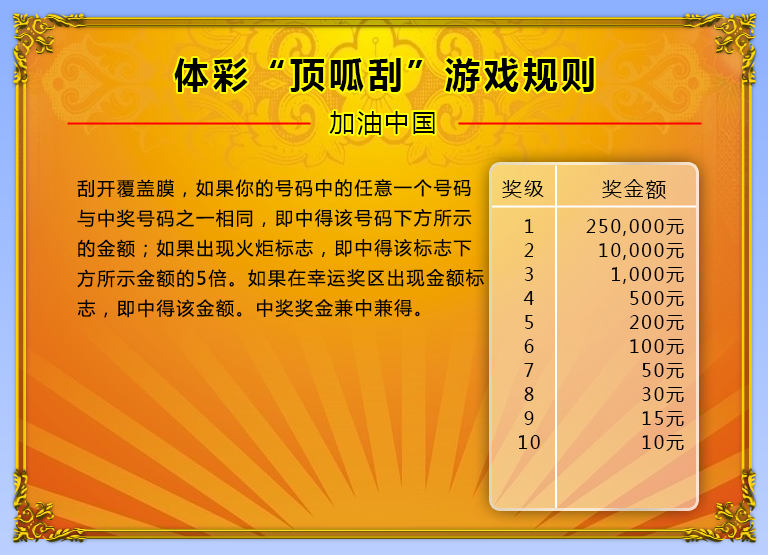 体彩“顶呱刮”游戏规则
加油中国
刮开覆盖膜，如果你的号码中的任意一个号码
与中奖号码之一相同，即中得该号码下方所示
的金额；如果出现火炬标志，即中得该标志下
方所示金额的5倍。如果在幸运奖区出现金额标
志，即中得该金额。中奖奖金兼中兼得。
奖级 奖金额
1 250,000元
2 10,000元
3 1,000元
4 500元
5 200元
6 100元
7 50元
8 30元
9 15元
10 10元